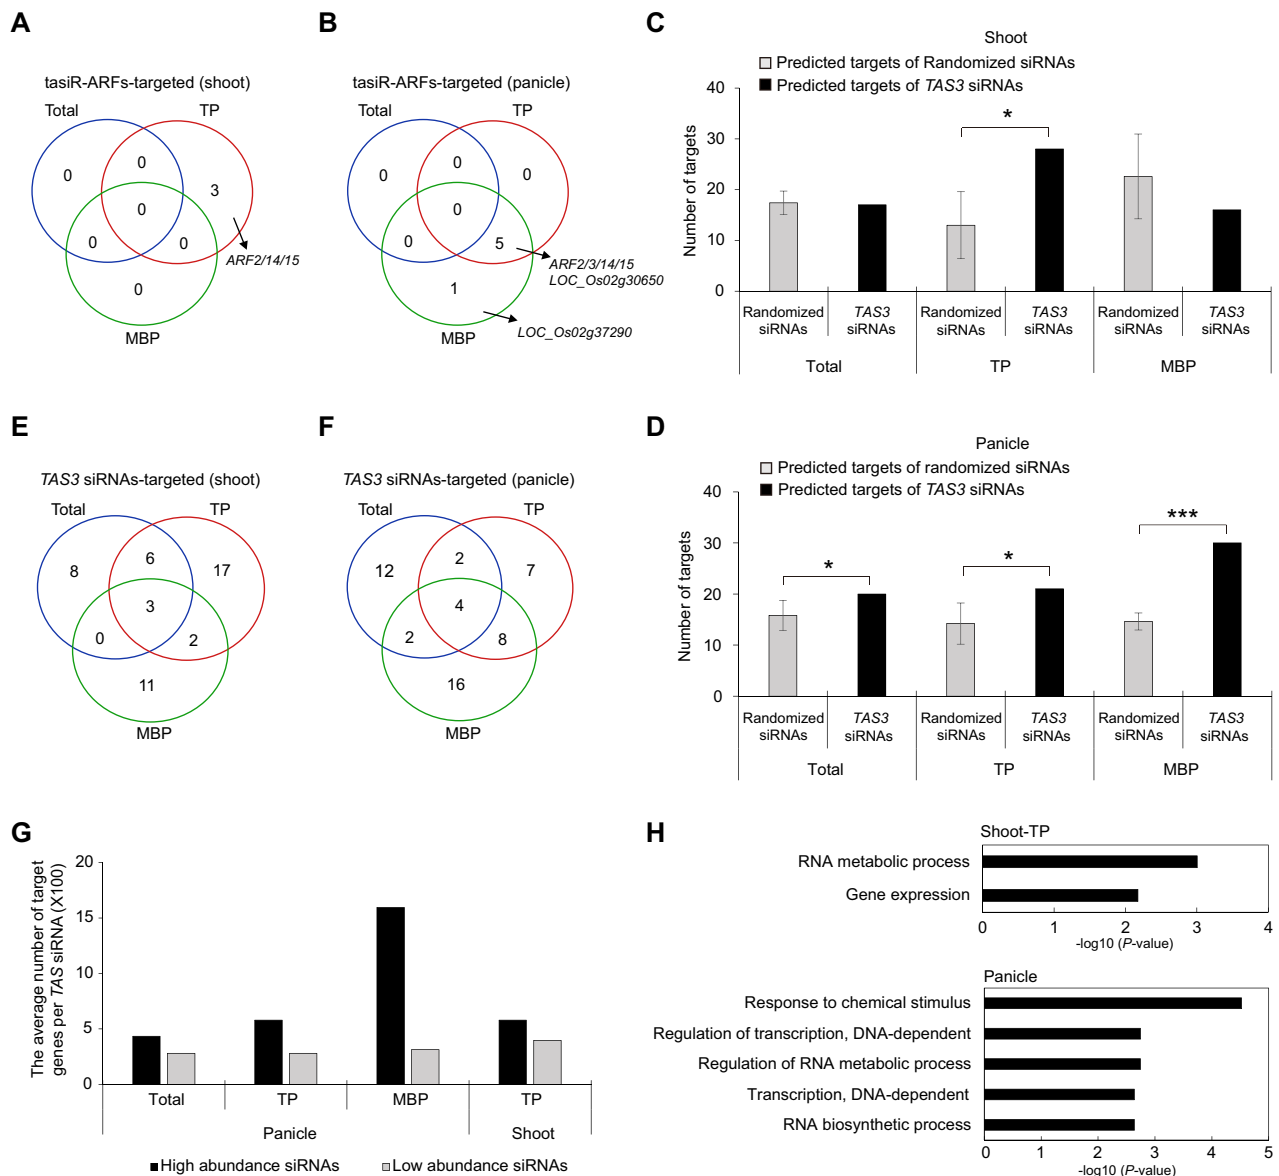 A
tasiR-ARFs-targeted (shoot)
Total
TP
0
0
3
0
0
0
0
ARF2/14/15
MBP
B
tasiR-ARFs-targeted (panicle)
Total
TP
0
0
0
0
0
5
1
ARF2/3/14/15
LOC_Os02g30650
LOC_Os02g37290
MBP
C
Shoot
Predicted targets of Randomized siRNAs
Predicted targets of TAS3 siRNAs
Number of targets
40
30
20
10
0
*
Randomized siRNAs
TAS3 siRNAs
Randomized siRNAs
TAS3 siRNAs
Randomized siRNAs
TAS3 siRNAs
Total
TP
MBP
E
TAS3 siRNAs-targeted (shoot)
Total
TP
8
6
17
3
0
2
11
MBP
F
TAS3 siRNAs-targeted (panicle)
Total
TP
12
2
7
4
2
8
16
MBP
D
Panicle
Predicted targets of randomized siRNAs
Predicted targets of TAS3 siRNAs
Number of targets
40
30
20
10
0
*
*
***
Randomized siRNAs
TAS3 siRNAs
Randomized siRNAs
TAS3 siRNAs
Randomized siRNAs
TAS3 siRNAs
Total
TP
MBP
G
The average number of target
genes per TAS siRNA (X100)
20
15
10
5
0
Total
TP
MBP
TP
Panicle
Shoot
High abundance siRNAs
Low abundance siRNAs
H
Shoot-TP
RNA metabolic process
Gene expression
0 1 2 3 4
-log10 (P-value)
Panicle
Response to chemical stimulus
Regulation of transcription, DNA-dependent
Regulation of RNA metabolic process
Transcription, DNA-dependent
RNA biosynthetic process
0 1 2 3 4 5
-log10 (P-value)